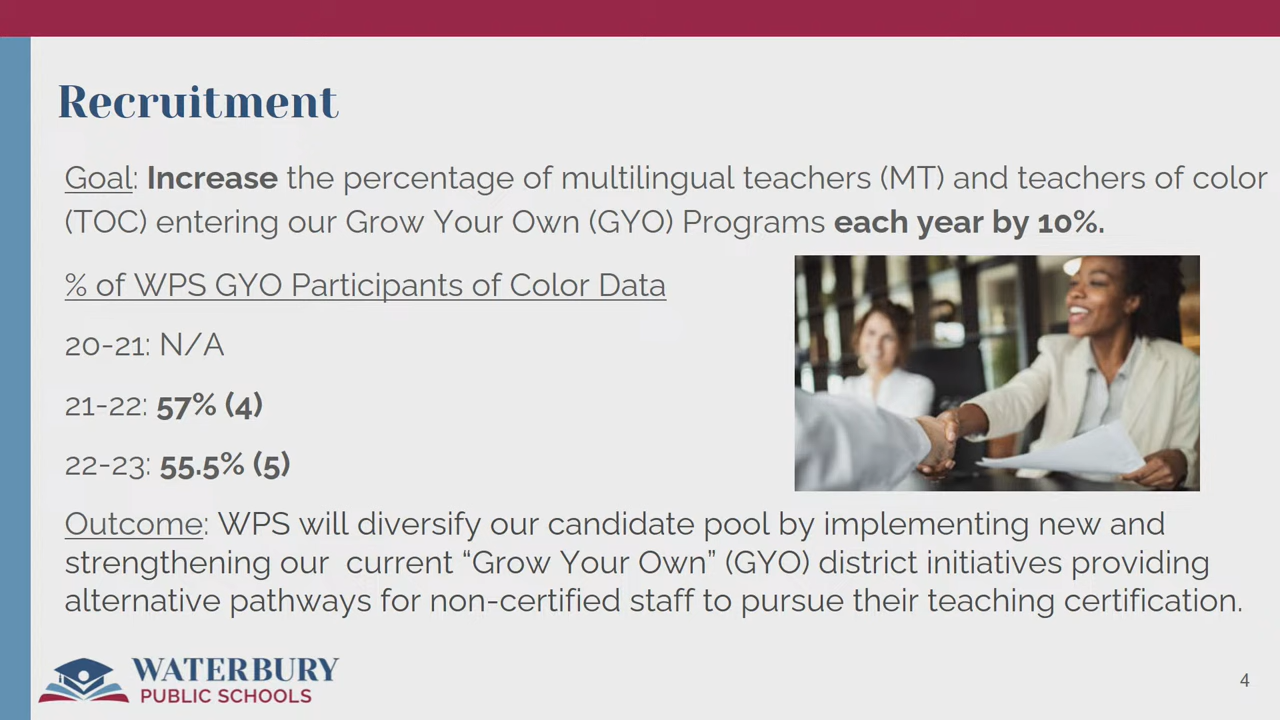 Recruitment
Goal: Increase the percentage of multilingual teachers (MT) and teachers of color
(TOC) entering our Grow Your Own (GYO) Programs each year by 10%.
% of WPS GYO Participants of Color Data
20-21: N/A
21-22: 57% (4)
22-23: 55.5% (5)
Outcome: WPS will diversify our candidate pool by implementing new and
strengthening our  current “Grow Your Own” (GYO) district initiatives providing
alternative pathways for non-certified staff to pursue their teaching certification.
WATERBURY
PUBLIC SCHOOLS
4